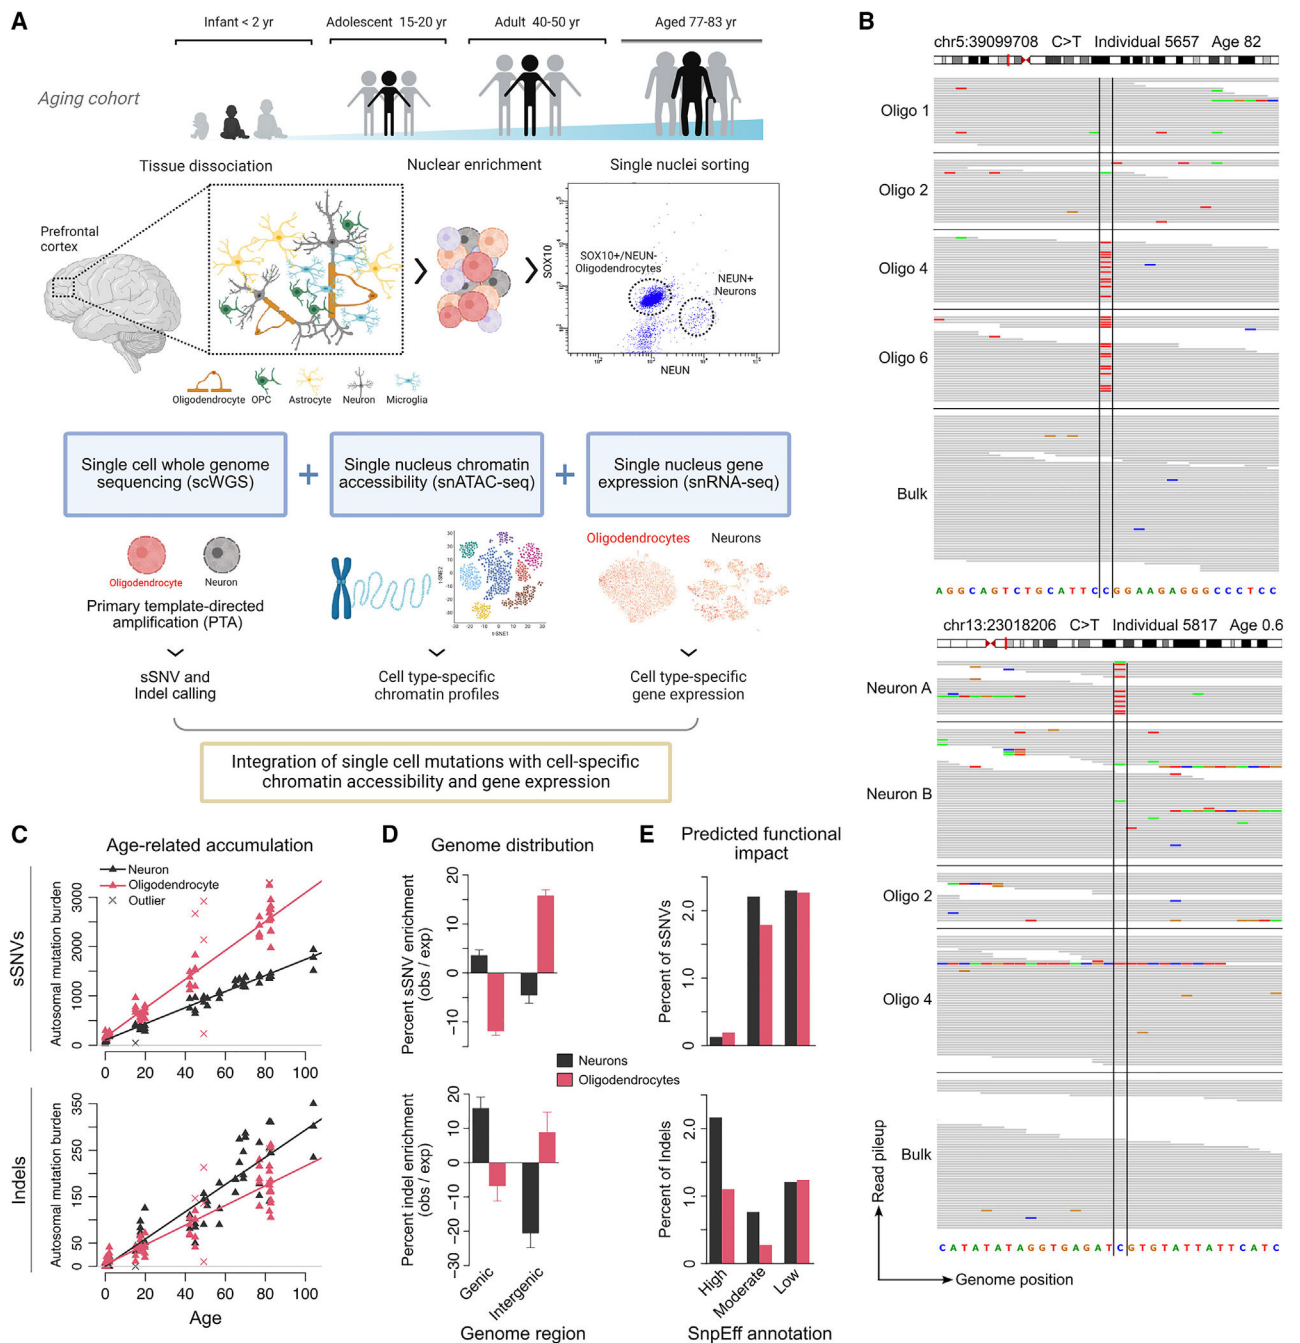 A
Infant < 2 yr
Adolescent 15-20 yr
Adult 40-50 yr
Aged 77-83 yr
Aging cohort
Tissue dissociation
Nuclear enrichment
Single nuclei sorting
Prefrontal
cortex
SOX10+/NEUN-
Oligodendrocytes
NEUN+
Neurons
SOX10
NEUN
Oligodendrocyte
OPC
Astrocyte
Neuron
Microglia
Single cell whole genome
sequencing (scWGS)
+
Single nucleus chromatin
accessibility (snATAC-seq)
+
Single nucleus gene
expression (snRNA-seq)
Oligodendrocyte
Neuron
Oligodendrocytes
Neurons
t-SNE2
t-SNE1
Primary template-directed
amplification (PTA)
sSNV and
Indel calling
Cell type-specific
chromatin profiles
Cell type-specific
gene expression
Integration of single cell mutations with cell-specific
chromatin accessibility and gene expression
B
chr5:39099708 C>T Individual 5657 Age 82
Oligo 1
Oligo 2
Oligo 4
Oligo 6
Bulk
A G G C A G T C T G C A T T C C G G A A G A G G G C C C T C C
chr13:23018206 C>T Individual 5817 Age 0.6
Neuron A
Neuron B
Oligo 2
Oligo 4
Bulk
C A T A T A T A G G T G A G A T C G T G T A T T A T T C A T C
Read pileup
Genome position
C
Age-related accumulation
Neuron
Oligodendrocyte
Outlier
sSNVs
Autosomal mutation burden
3000
2000
1000
0
0 20 40 60 80 100
Indels
Autosomal mutation burden
350
250
150
50
0
0 20 40 60 80 100
Age
D
Genome distribution
Percent sSNV enrichment
(obs / exp)
20
10
0
-10
Neurons
Oligodendrocytes
Percent indel enrichment
(obs / exp)
20
10
0
-10
-20
-30
Genic
Intergenic
Genome region
E
Predicted functional
impact
Percent of sSNVs
2.0
1.0
0
Percent of Indels
2.0
1.0
0
High
Moderate
Low
SnpEff annotation